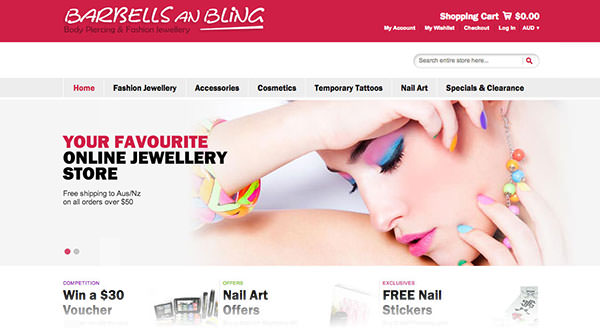 BARBELLS AN BLING
Body Piercing & Fashion Jewellery
Shopping Cart $0.00
My Account My Wishlist Checkout Log In AUD
Search entire store here...
Home Fashion Jewellery Accessories Cosmetics Temporary Tattoos Nail Art Specials & Clearance
YOUR FAVOURITE
ONLINE JEWELLERY
STORE
Free shipping to Aus/Nz
on all orders over $50
COMPETITION
Win a $30
Voucher
OFFERS
Nail Art
Offers
EXCLUSIVES
FREE Nail
Stickers